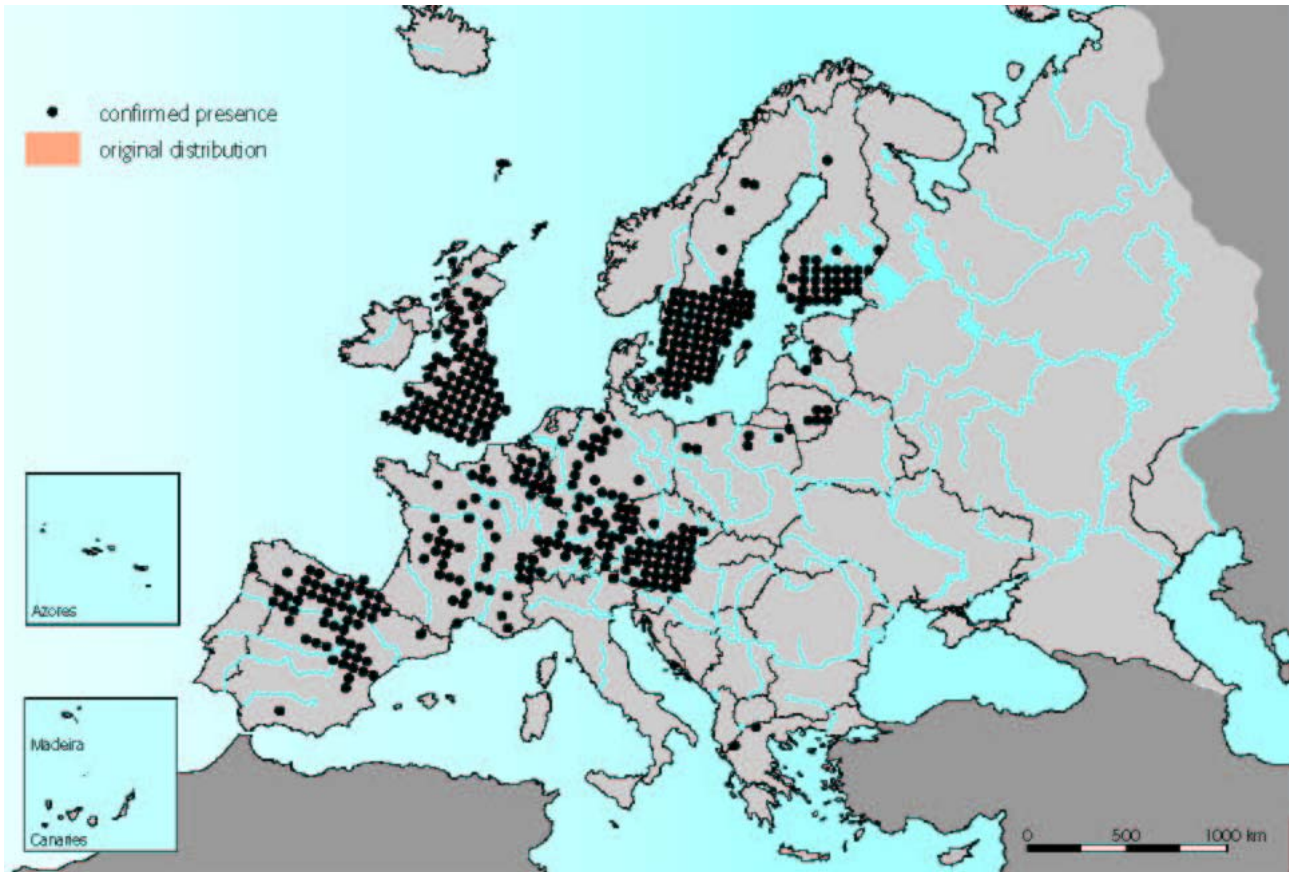 confirmed presence
original distribution
Azores
Madeira
Canaries
0 500 1000 km